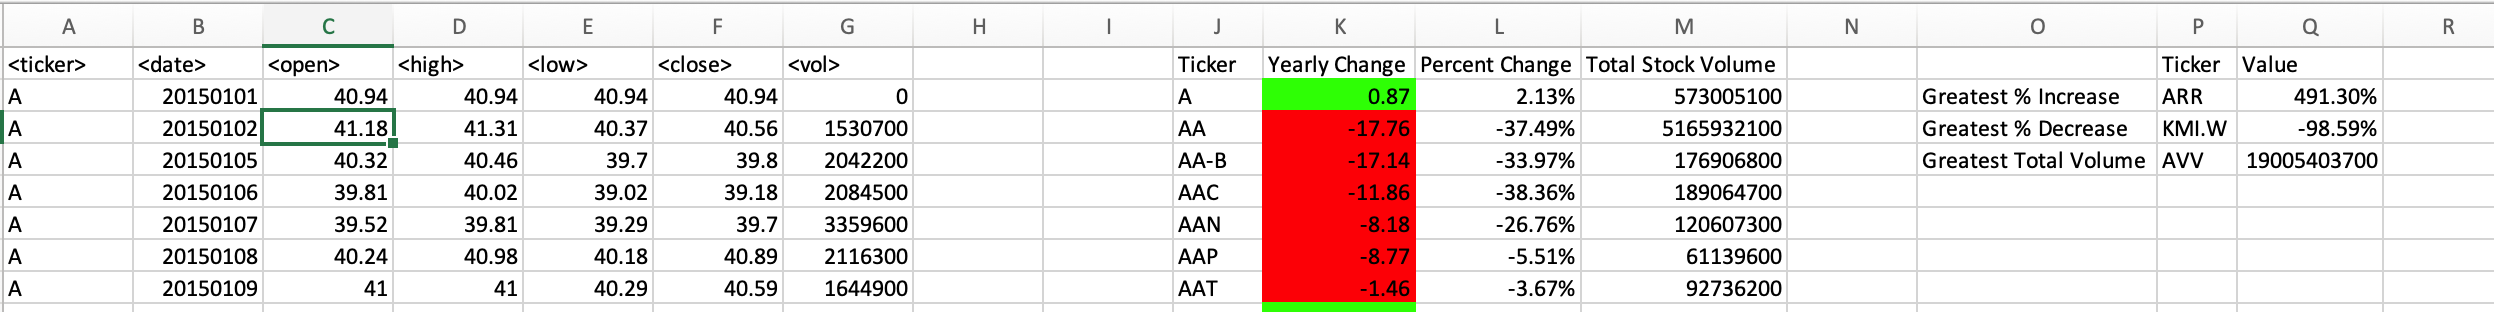 A B C D E F G H I J K L M N O P Q R
<ticker> <date> <open> <high> <low> <close> <vol> Ticker Yearly Change Percent Change Total Stock Volume Ticker Value
A 20150101 40.94 40.94 40.94 40.94 0 A 0.87 2.13% 573005100 Greatest % Increase ARR 491.30%
A 20150102 41.18 41.31 40.37 40.56 1530700 AA -17.76 -37.49% 5165932100 Greatest % Decrease KMI.W -98.59%
A 20150105 40.32 40.46 39.7 39.8 2042200 AA-B -17.14 -33.97% 176906800 Greatest Total Volume AVV 19005403700
A 20150106 39.81 40.02 39.02 39.18 2084500 AAC -11.86 -38.36% 189064700
A 20150107 39.52 39.81 39.29 39.7 3359600 AAN -8.18 -26.76% 120607300
A 20150108 40.24 40.98 40.18 40.89 2116300 AAP -8.77 -5.51% 61139600
A 20150109 41 41 40.29 40.59 1644900 AAT -1.46 -3.67% 92736200